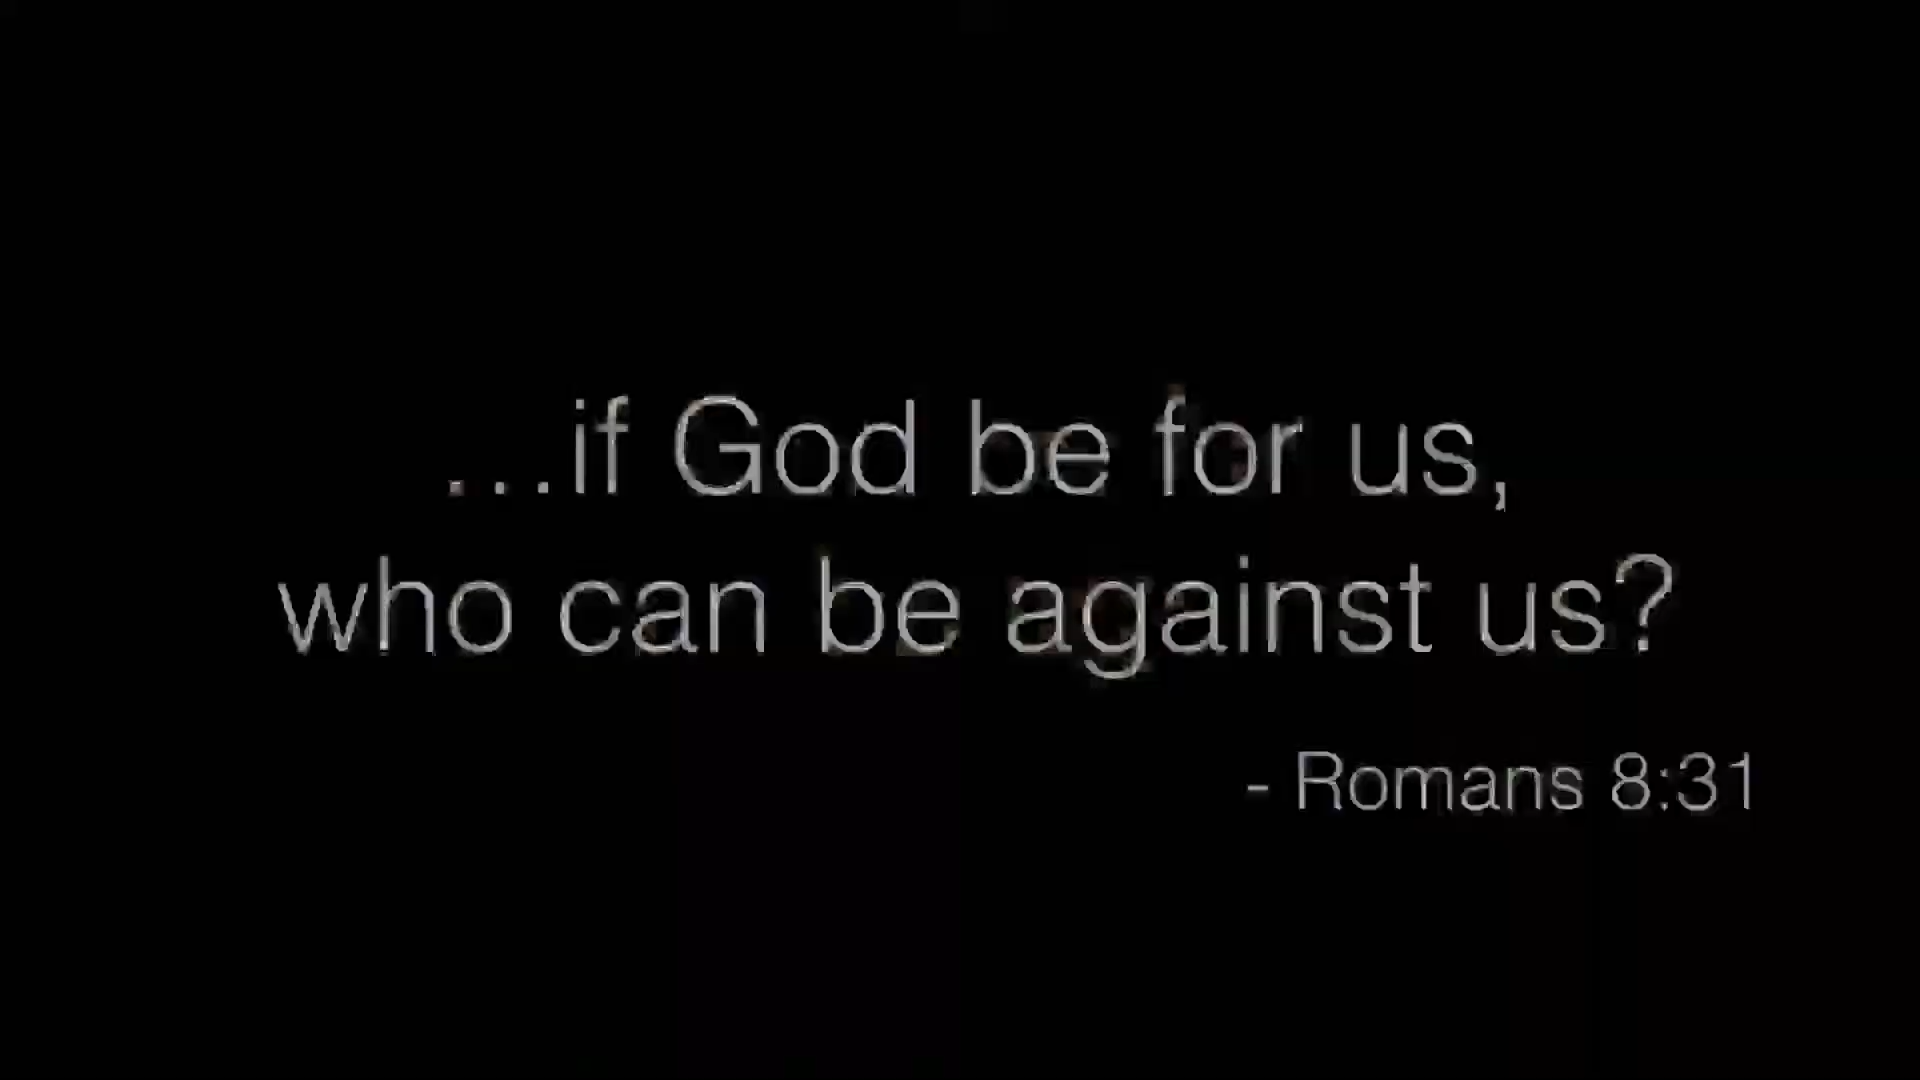 ...if God be for us,
who can be against us?
- Romans 8:31